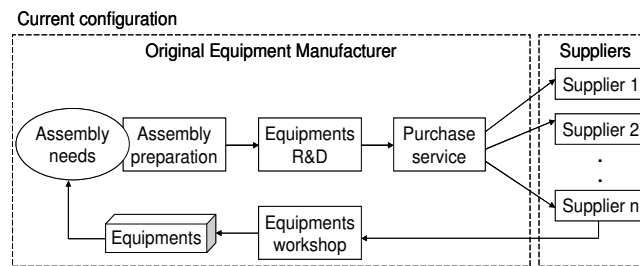 Current configuration
Original Equipment Manufacturer
Suppliers
Assembly
needs
Assembly
preparation
Equipments
R&D
Purchase
service
Supplier 1
Supplier 2
.
.
Supplier n
Equipments
Equipments
workshop